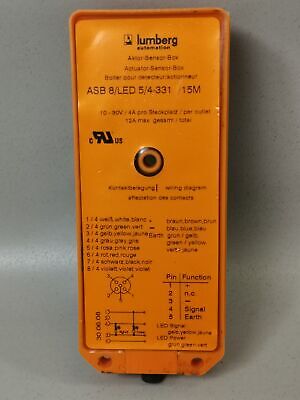 lumberg
automation
Aktor-Sensor-Box
Actuator-Sensor-Box
Boîtier pour détecteur/actionneur
ASB 8/LED 5/4-331 / 15M
10 - 30V / 4A pro Steckplatz / per outlet
12A max. gesamt / total
c RU US
Kontaktbelegung / wiring diagram
affectation des contacts
1 / 4 weiß,white,blanc + braun,brown,brun
2 / 4 grün,green,vert − blau,blue,bleu
3 / 4 gelb,yellow,jaune Earth grün / gelb
4 / 4 grau,grey,gris green / yellow
5 / 4 rosa,pink,rose vert / jaune
6 / 4 rot,red,rouge
7 / 4 schwarz,black,noir
8 / 4 violett,violet,violet
Pin Function
1 +
2 n.c.
3 −
4 Signal
5 Earth
LED Signal
gelb,yellow,jaune
LED Power
grün,green,vert